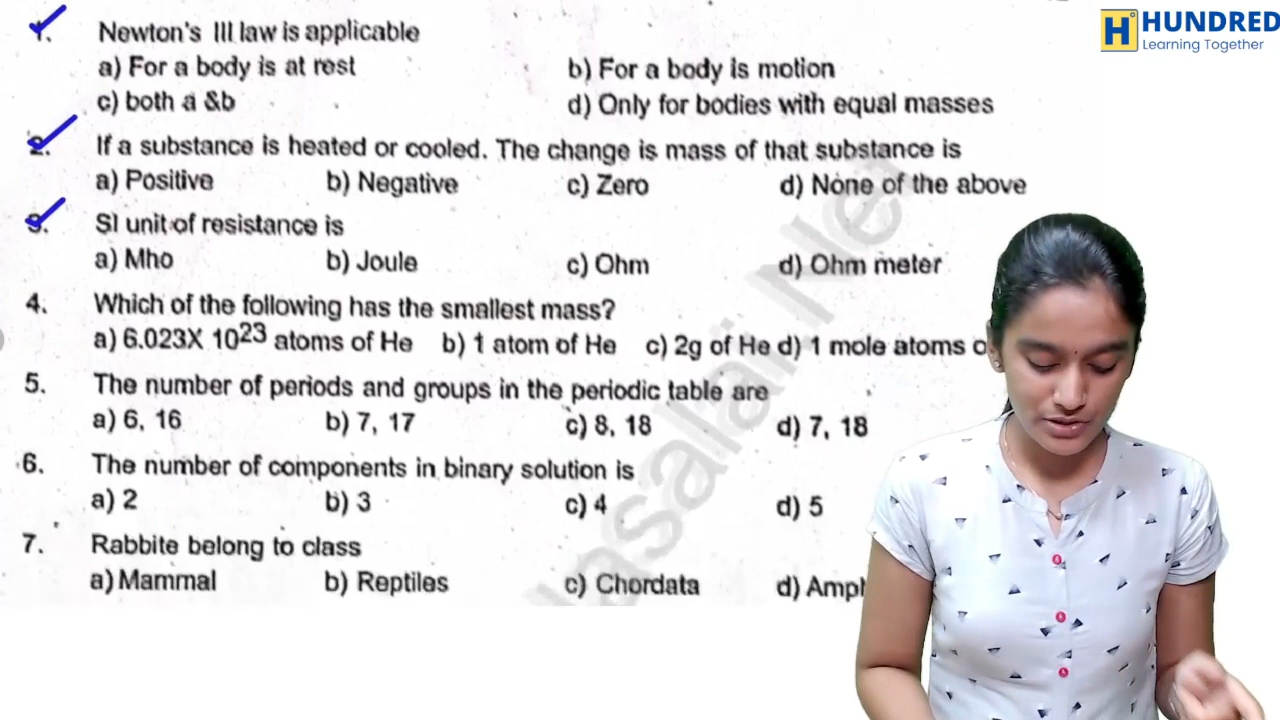 HUNDRED
Learning Together
1. Newton's III law is applicable
a) For a body is at rest b) For a body is motion
c) both a &b d) Only for bodies with equal masses
2. If a substance is heated or cooled. The change is mass of that substance is
a) Positive b) Negative c) Zero d) None of the above
3. SI unit of resistance is
a) Mho b) Joule c) Ohm d) Ohm meter
4. Which of the following has the smallest mass?
a) 6.023X 10^23 atoms of He b) 1 atom of He c) 2g of He d) 1 mole atoms
5. The number of periods and groups in the periodic table are
a) 6, 16 b) 7, 17 c) 8, 18 d) 7, 18
6. The number of components in binary solution is
a) 2 b) 3 c) 4 d) 5
7. Rabbite belong to class
a) Mammal b) Reptiles c) Chordata d)